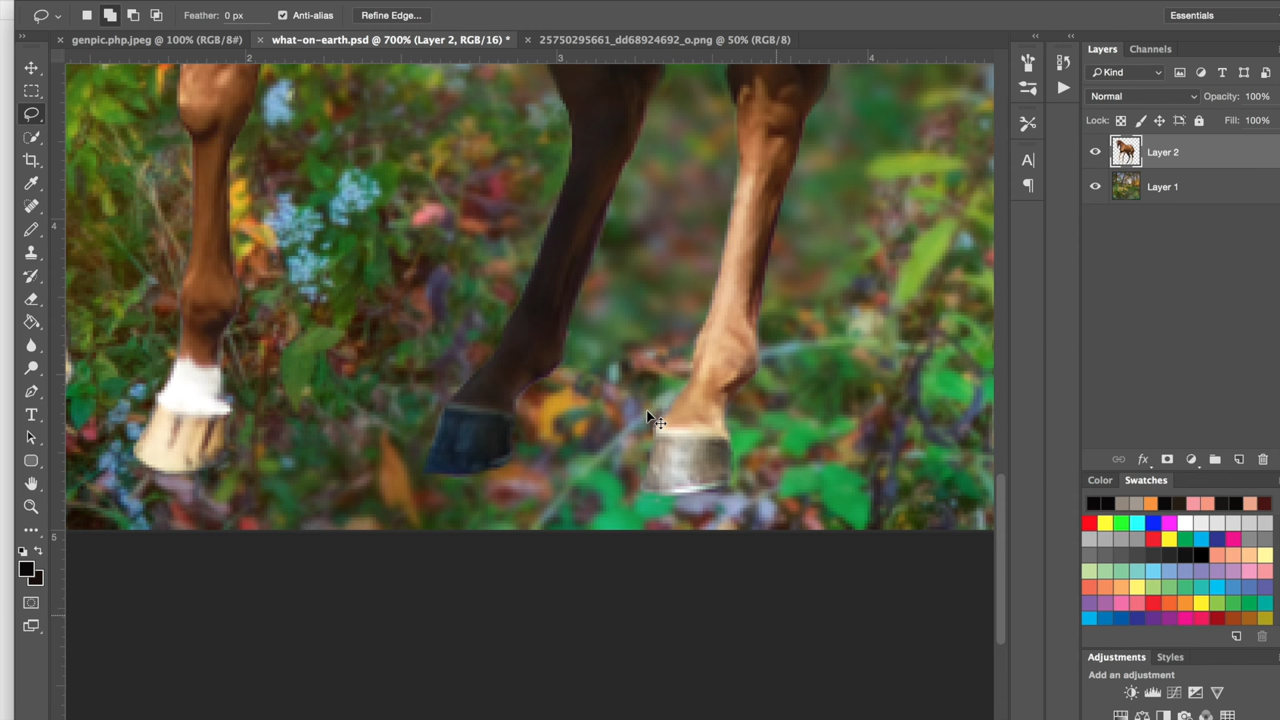 Feather: 0 px Anti-alias Refine Edge... Essentials
genpic.php.jpeg @ 100% (RGB/8#) what-on-earth.psd @ 700% (Layer 2, RGB/16) * 25750295661_dd68924692_o.png @ 50% (RGB/8)
2 3 4
4
5
Layers Channels
Kind
Normal Opacity: 100%
Lock: Fill: 100%
Layer 2
Layer 1
fx
Color Swatches
Adjustments Styles
Add an adjustment